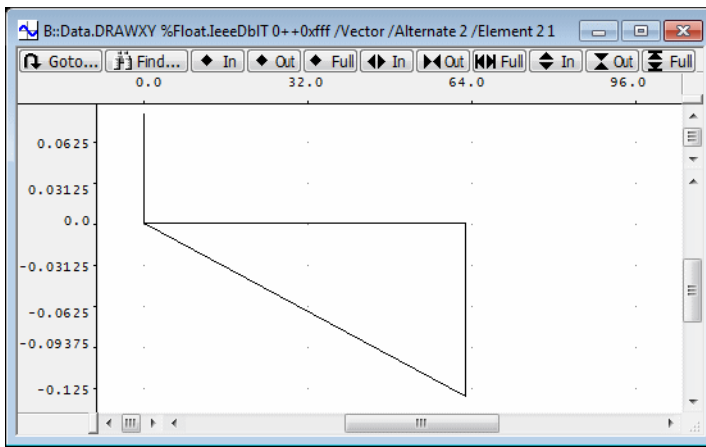 B::Data.DRAWXY %Float.IeeeDblT 0++0xfff /Vector /Alternate 2 /Element 2 1
Goto... Find... In Out Full In Out Full In Out Full
0.0 32.0 64.0 96.0
0.0625
0.03125
0.0
-0.03125
-0.0625
-0.09375
-0.125